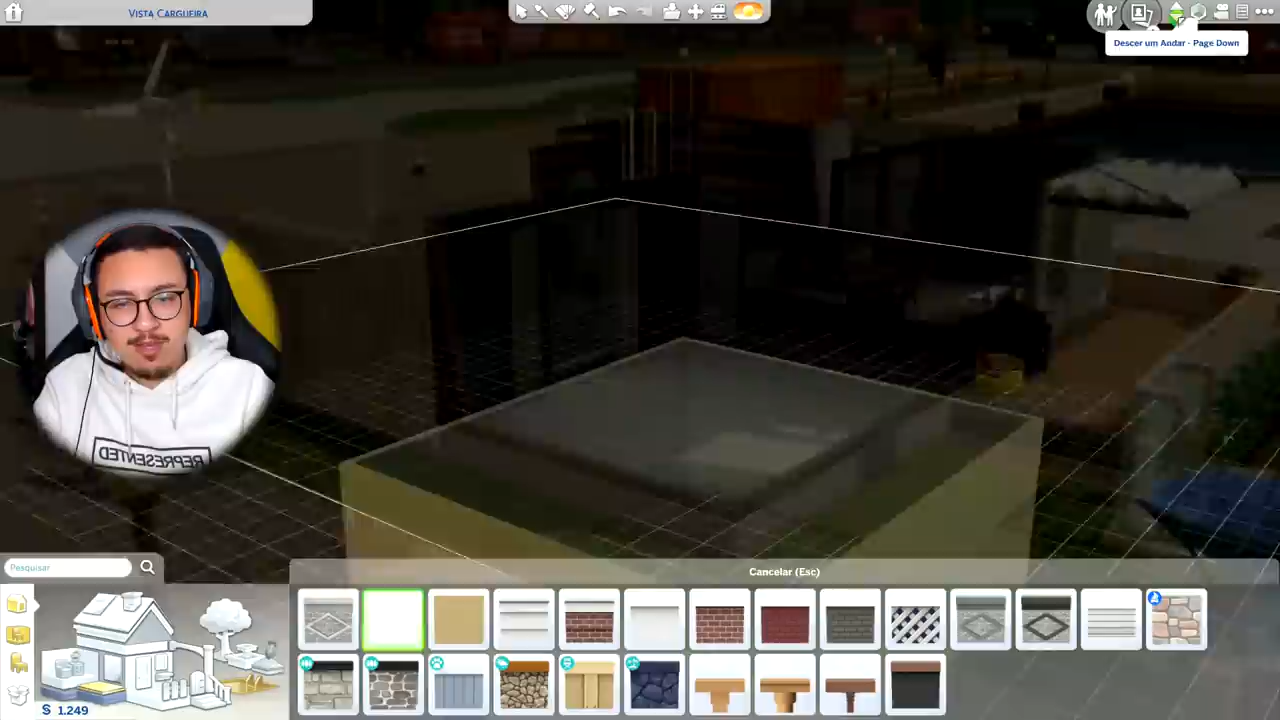 Vista Cargueira
Descer um Andar - Page Down
REPRESENTED
Cancelar (Esc)
Pesquisar
S 1.249